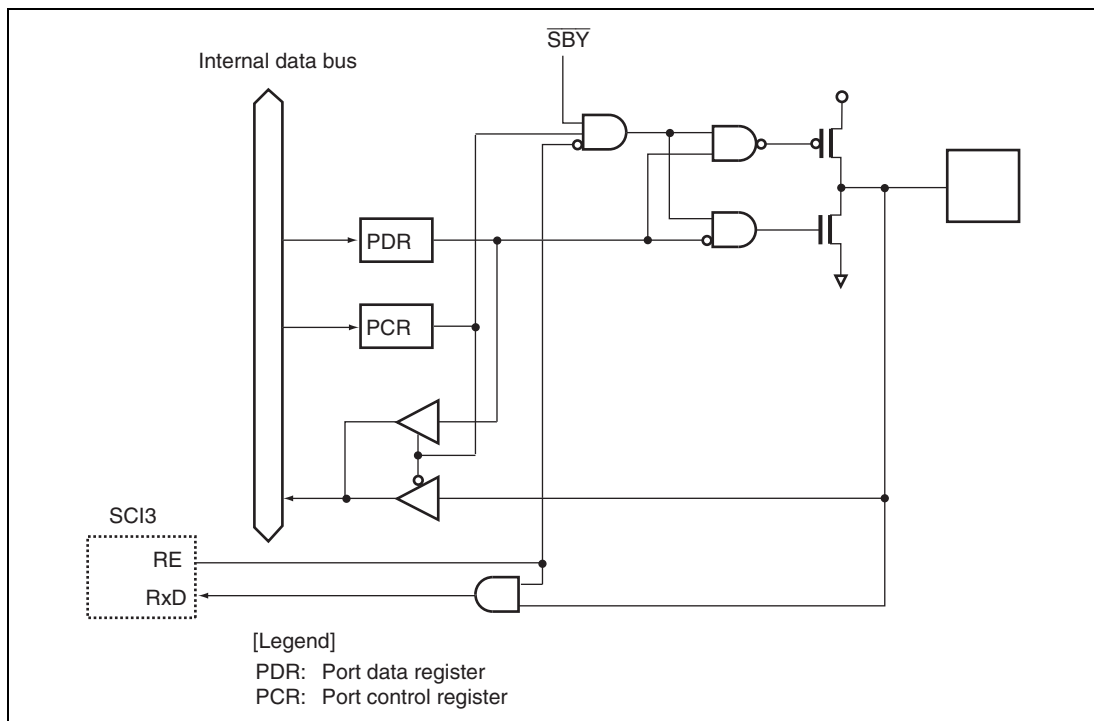 SBY
Internal data bus
PDR
PCR
SCI3
RE
RxD
[Legend]
PDR: Port data register
PCR: Port control register